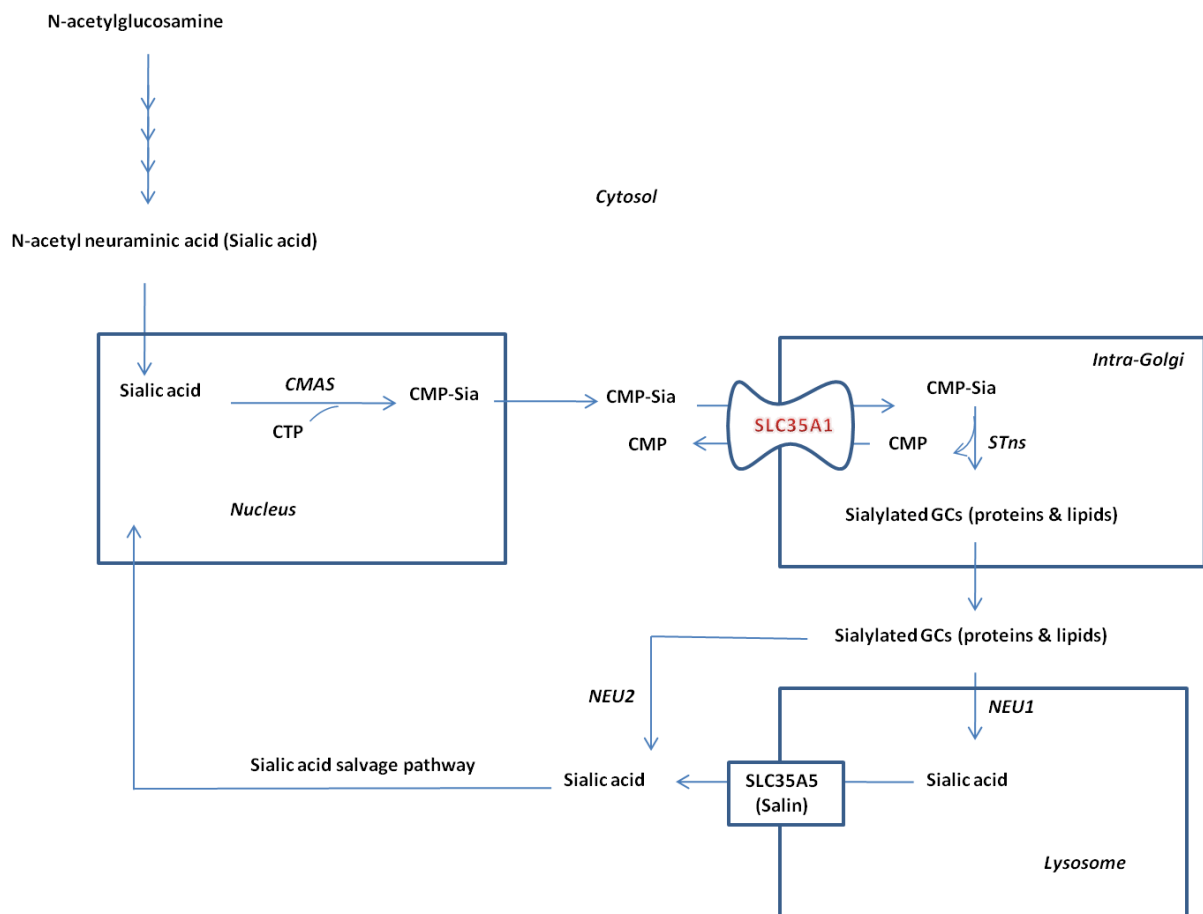 N-acetylglucosamine
Cytosol
N-acetyl neuraminic acid (Sialic acid)
Intra-Golgi
Sialic acid
CMAS
CMP-Sia
CTP
Nucleus
CMP-Sia
CMP
SLC35A1
CMP-Sia
CMP
STns
Sialylated GCs (proteins & lipids)
Sialylated GCs (proteins & lipids)
NEU2
NEU1
Sialic acid salvage pathway
Sialic acid
SLC35A5
(Salin)
Sialic acid
Lysosome